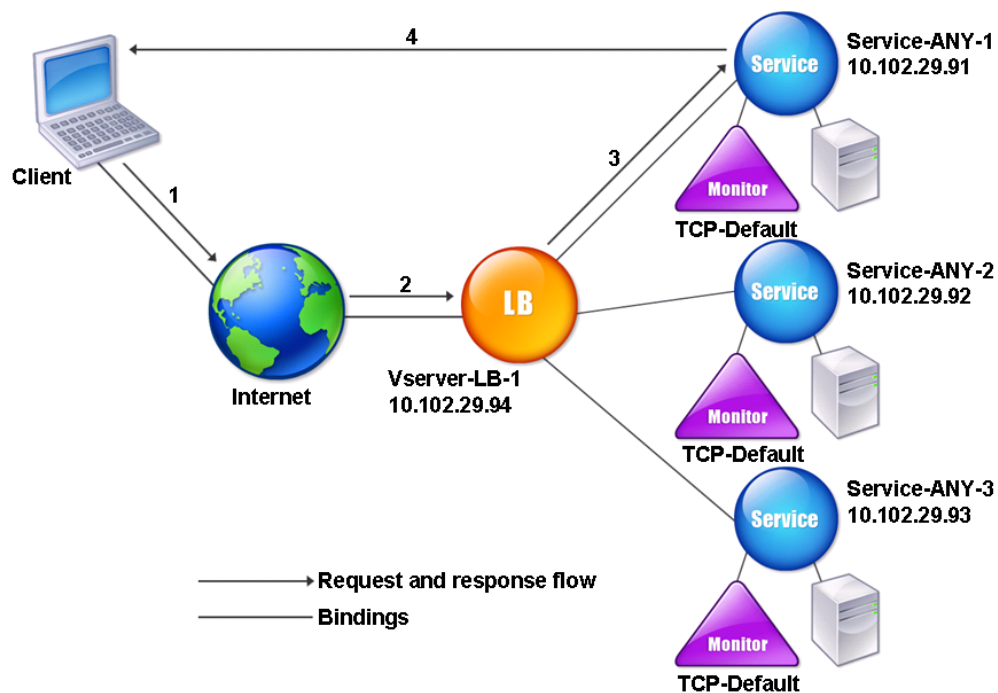 4
Service-ANY-1
10.102.29.91
Service
Client
1
3
Monitor
TCP-Default
2
LB
Service-ANY-2
10.102.29.92
Service
Internet
Vserver-LB-1
10.102.29.94
Monitor
TCP-Default
Service-ANY-3
10.102.29.93
Service
Request and response flow
Bindings
Monitor
TCP-Default